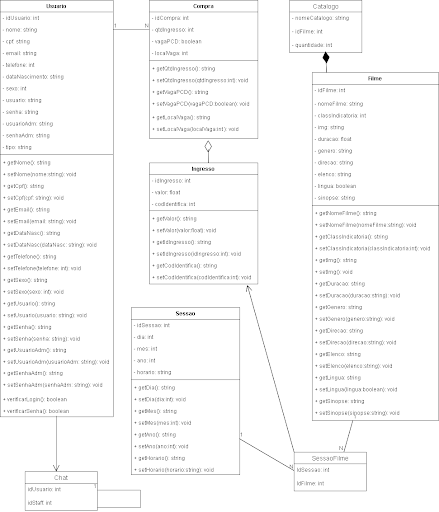 Usuario
- idUsuario: int
- nome: string
- cpf: string
- email: string
- telefone: int
- dataNascimento: string
- sexo: int
- usuario: string
- senha: string
- usuarioAdm: string
- senhaAdm: string
- tipo: string
+ getNome(): string
+ setNome(nome:string): void
+ getCpf(): string
+ setCpf(cpf: string): void
+ getEmail(): string
+ setEmail(email: string): void
+ getDataNasc(): string
+ setDataNasc(dataNasc: string): void
+ getTelefone(): string
+ setTelefone(telefone: int): void
+ getSexo(): string
+ setSexo(sexo: int): void
+ getUsuario(): string
+ setUsuario(usuario: string): void
+ getSenha(): string
+ setSenha(senha: string): void
+ getUsuarioAdm(): string
+ setUsuarioAdm(usuarioAdm: string): void
+ getSenhaAdm(): string
+ setSenhaAdm(senhaAdm: string): void
+ verificarLogin(): boolean
+ verificarSenha(): boolean
1
N
Compra
- idCompra: int
- qtdIngresso: int
- vagaPCD: boolean
- localVaga: int
+ getQtdIngresso(): string
+ setQtdIngresso(qtdIngresso:int): void
+ getVagaPCD(): string
+ setVagaPCD(vagaPCD:boolean): void
+ getLocalVaga(): string
+ setLocalVaga(localVaga:int): void
Catalogo
- nomeCatalogo: string
- idFilme: int
- quantidade: int
Ingresso
- idIngresso: int
- valor: float
- codIdentifica: int
+ getValor(): string
+ setValor(valor:float): void
+ getIdIngresso(): string
+ setIdIngresso(idIngresso:int): void
+ getCodIdentifica(): string
+ setCodIdentifica(codIdentifica:int): void
Filme
- idFilme: int
- nomeFilme: string
- classIndicatoria: int
- img: string
- duracao: float
- genero: string
- direcao: string
- elenco: string
- lingua: boolean
- sinopse: string
+ getNomeFilme(): string
+ setNomeFilme(nomeFilme:string): void
+ getClassIndicatoria(): string
+ setClassIndicatoria(classIndicatoria:int): void
+ getImg(): string
+ setImg(): void
+ getDuracao(): string
+ setDuracao(duracao:string): void
+ getGenero: string
+ setGenero(genero:string): void
+ getDirecao: string
+ setDirecao(direcao:string): void
+ getElenco: string
+ setElenco(elenco:string): void
+ getLingua: string
+ setLingua(lingua:boolean): void
+ getSinopse: string
+ setSinopse(sinopse:string): void
Sessao
- idSessao: int
- dia: int
- mes: int
- ano: int
- horario: string
+ getDia(): string
+ setDia(dia:int): void
+ getMes(): string
+ setMes(mes:int): void
+ getAno(): string
+ setAno(ano:int): void
+ getHorario(): string
+ setHorario(horario:string): void
1
N
N
SessaoFilme
idSessao: int
idFilme: int
Chat
idUsuario: int
idStaff: int
1